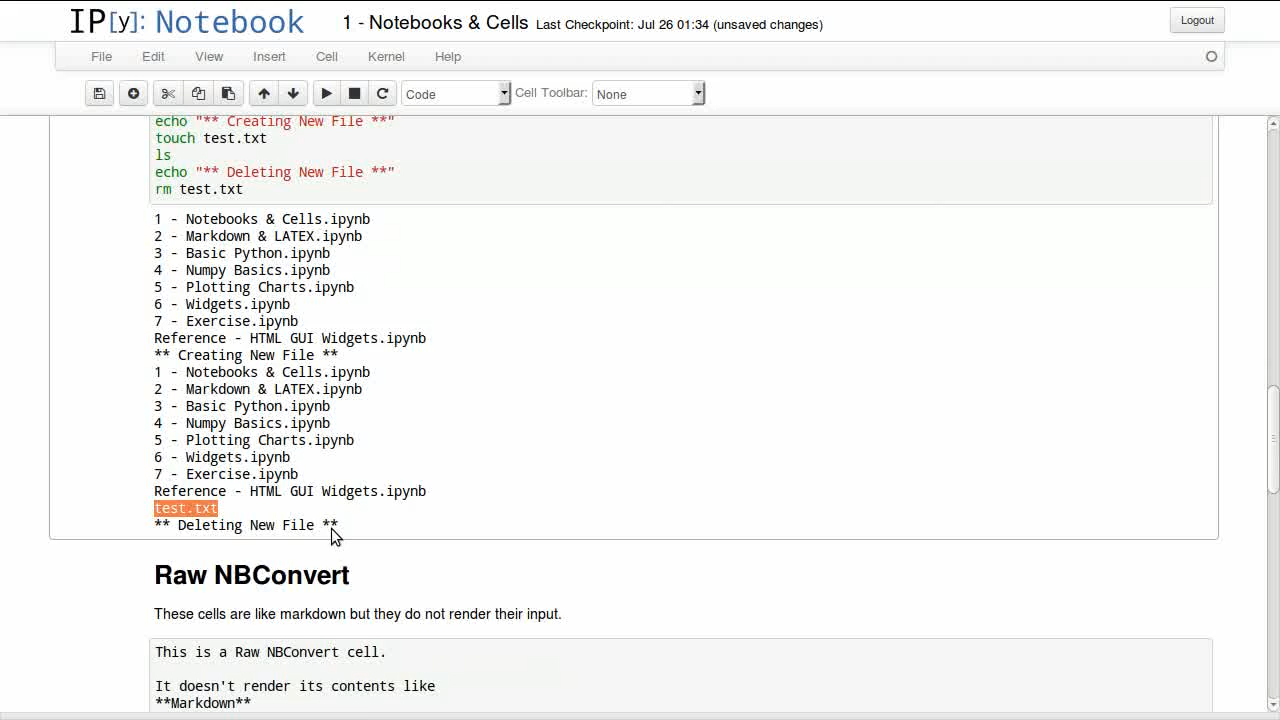 IP[y]: Notebook 1 - Notebooks & Cells Last Checkpoint: Jul 26 01:34 (unsaved changes) Logout
File Edit View Insert Cell Kernel Help
Code Cell Toolbar: None
echo "** Creating New File **"
touch test.txt
ls
echo "** Deleting New File **"
rm test.txt
1 - Notebooks & Cells.ipynb
2 - Markdown & LATEX.ipynb
3 - Basic Python.ipynb
4 - Numpy Basics.ipynb
5 - Plotting Charts.ipynb
6 - Widgets.ipynb
7 - Exercise.ipynb
Reference - HTML GUI Widgets.ipynb
** Creating New File **
1 - Notebooks & Cells.ipynb
2 - Markdown & LATEX.ipynb
3 - Basic Python.ipynb
4 - Numpy Basics.ipynb
5 - Plotting Charts.ipynb
6 - Widgets.ipynb
7 - Exercise.ipynb
Reference - HTML GUI Widgets.ipynb
test.txt
** Deleting New File **
Raw NBConvert
These cells are like markdown but they do not render their input.
This is a Raw NBConvert cell.
It doesn't render its contents like
**Markdown**